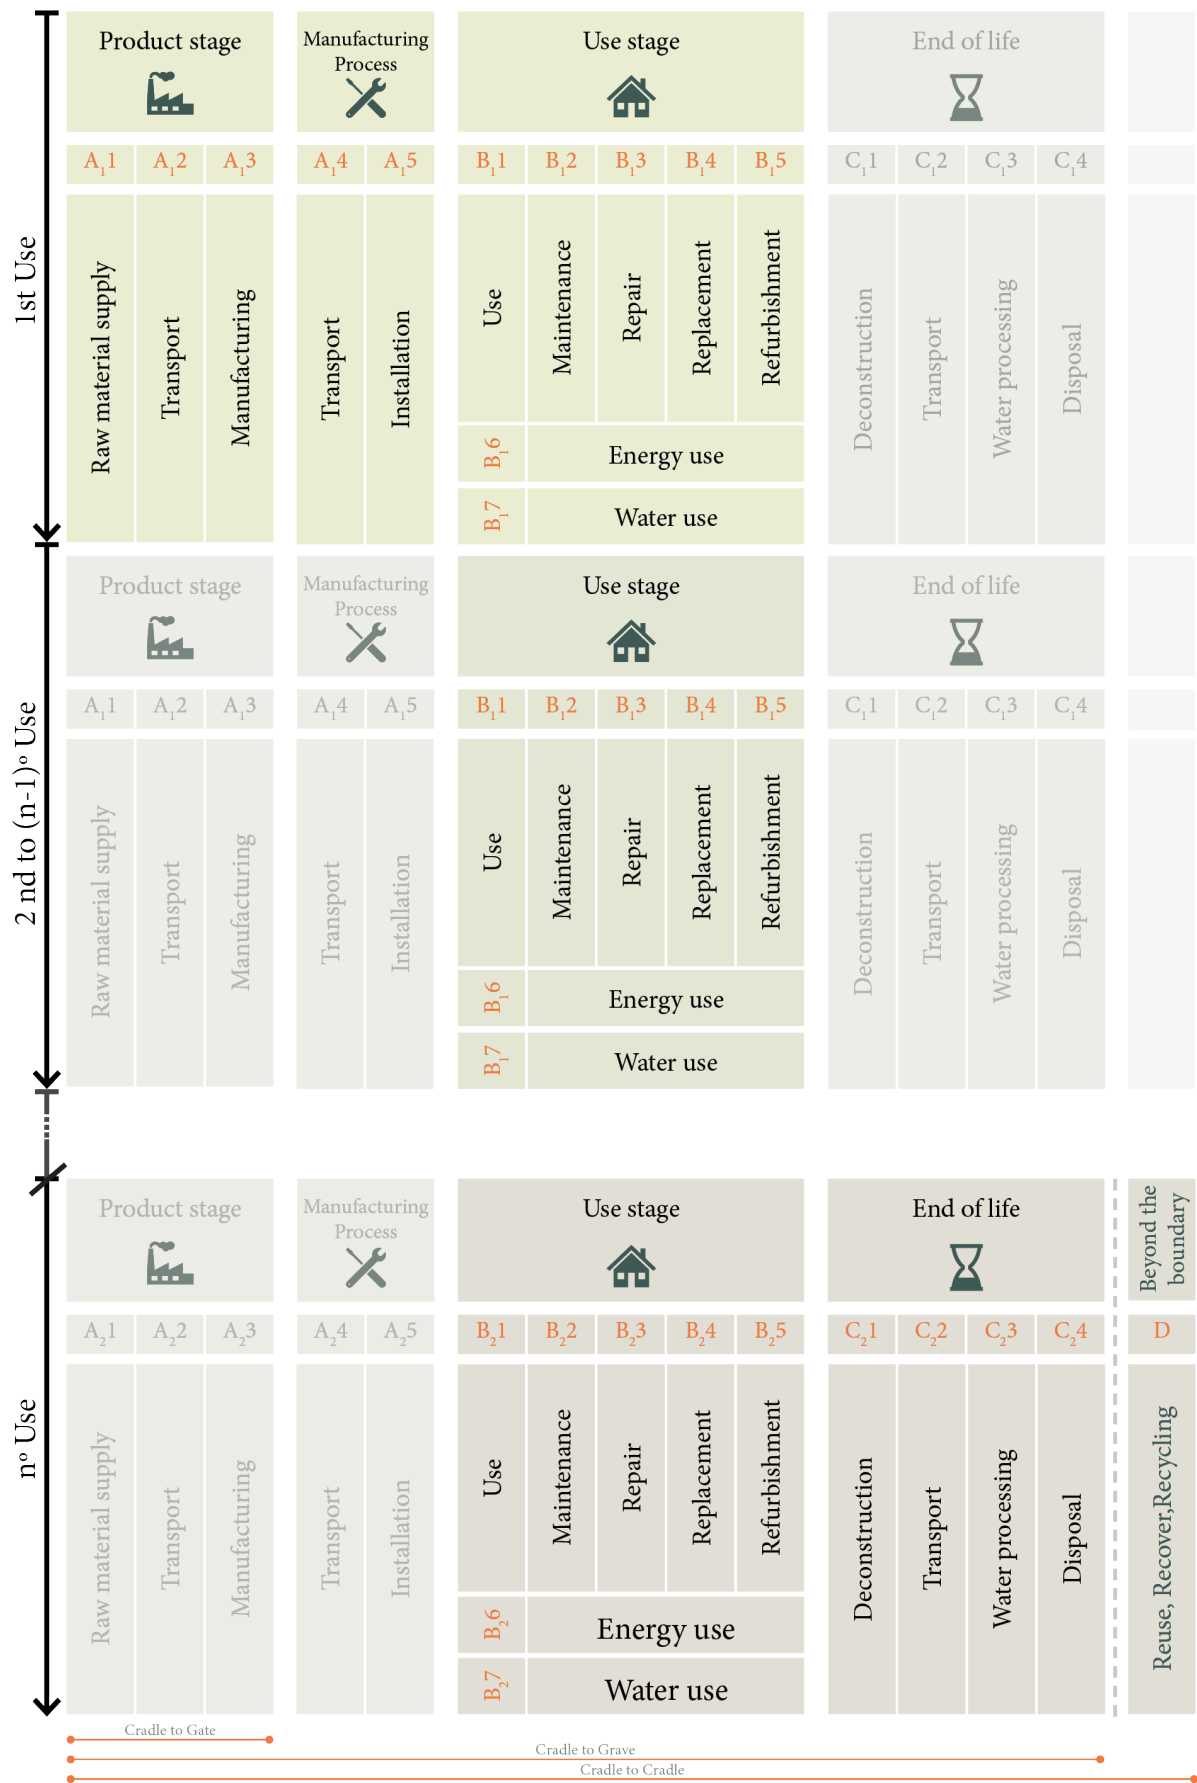 1st Use
Product stage
Manufacturing
Process
Use stage
End of life
A₁1 A₁2 A₁3 A₁4 A₁5 B₁1 B₁2 B₁3 B₁4 B₁5 C₁1 C₁2 C₁3 C₁4
Raw material supply
Transport
Manufacturing
Transport
Installation
Use
Maintenance
Repair
Replacement
Refurbishment
Deconstruction
Transport
Water processing
Disposal
B₁6 Energy use
B₁7 Water use
2 nd to (n-1)º Use
Product stage
Manufacturing
Process
Use stage
End of life
A₁1 A₁2 A₁3 A₁4 A₁5 B₁1 B₁2 B₁3 B₁4 B₁5 C₁1 C₁2 C₁3 C₁4
Raw material supply
Transport
Manufacturing
Transport
Installation
Use
Maintenance
Repair
Replacement
Refurbishment
Deconstruction
Transport
Water processing
Disposal
B₁6 Energy use
B₁7 Water use
nº Use
Product stage
Manufacturing
Process
Use stage
End of life
Beyond the
boundary
A₂1 A₂2 A₂3 A₂4 A₂5 B₂1 B₂2 B₂3 B₂4 B₂5 C₂1 C₂2 C₂3 C₂4 D
Raw material supply
Transport
Manufacturing
Transport
Installation
Use
Maintenance
Repair
Replacement
Refurbishment
Deconstruction
Transport
Water processing
Disposal
Reuse, Recover,Recycling
B₂6 Energy use
B₂7 Water use
Cradle to Gate
Cradle to Grave
Cradle to Cradle